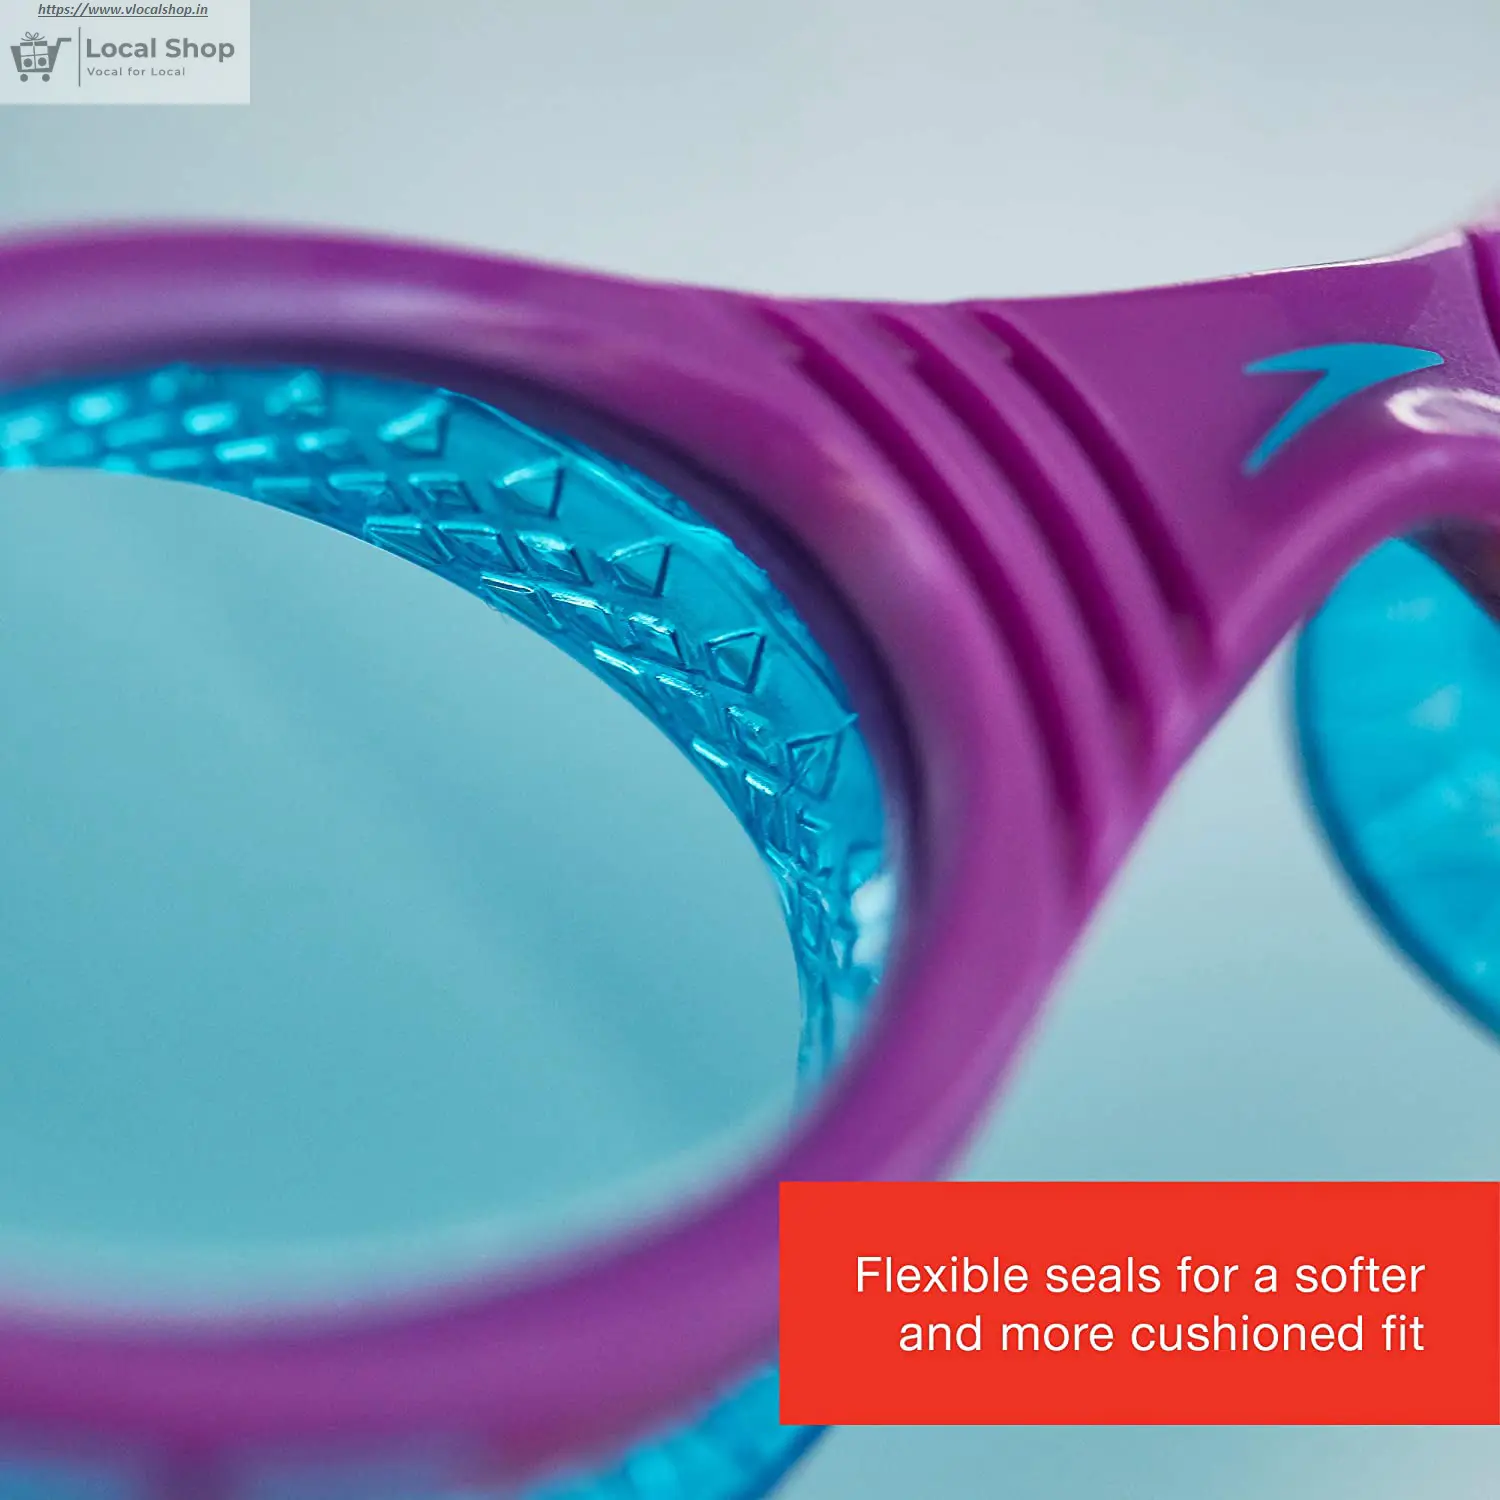 https://www.vlocalshop.in
Local Shop
Vocal for Local
Flexible seals for a softer
and more cushioned fit